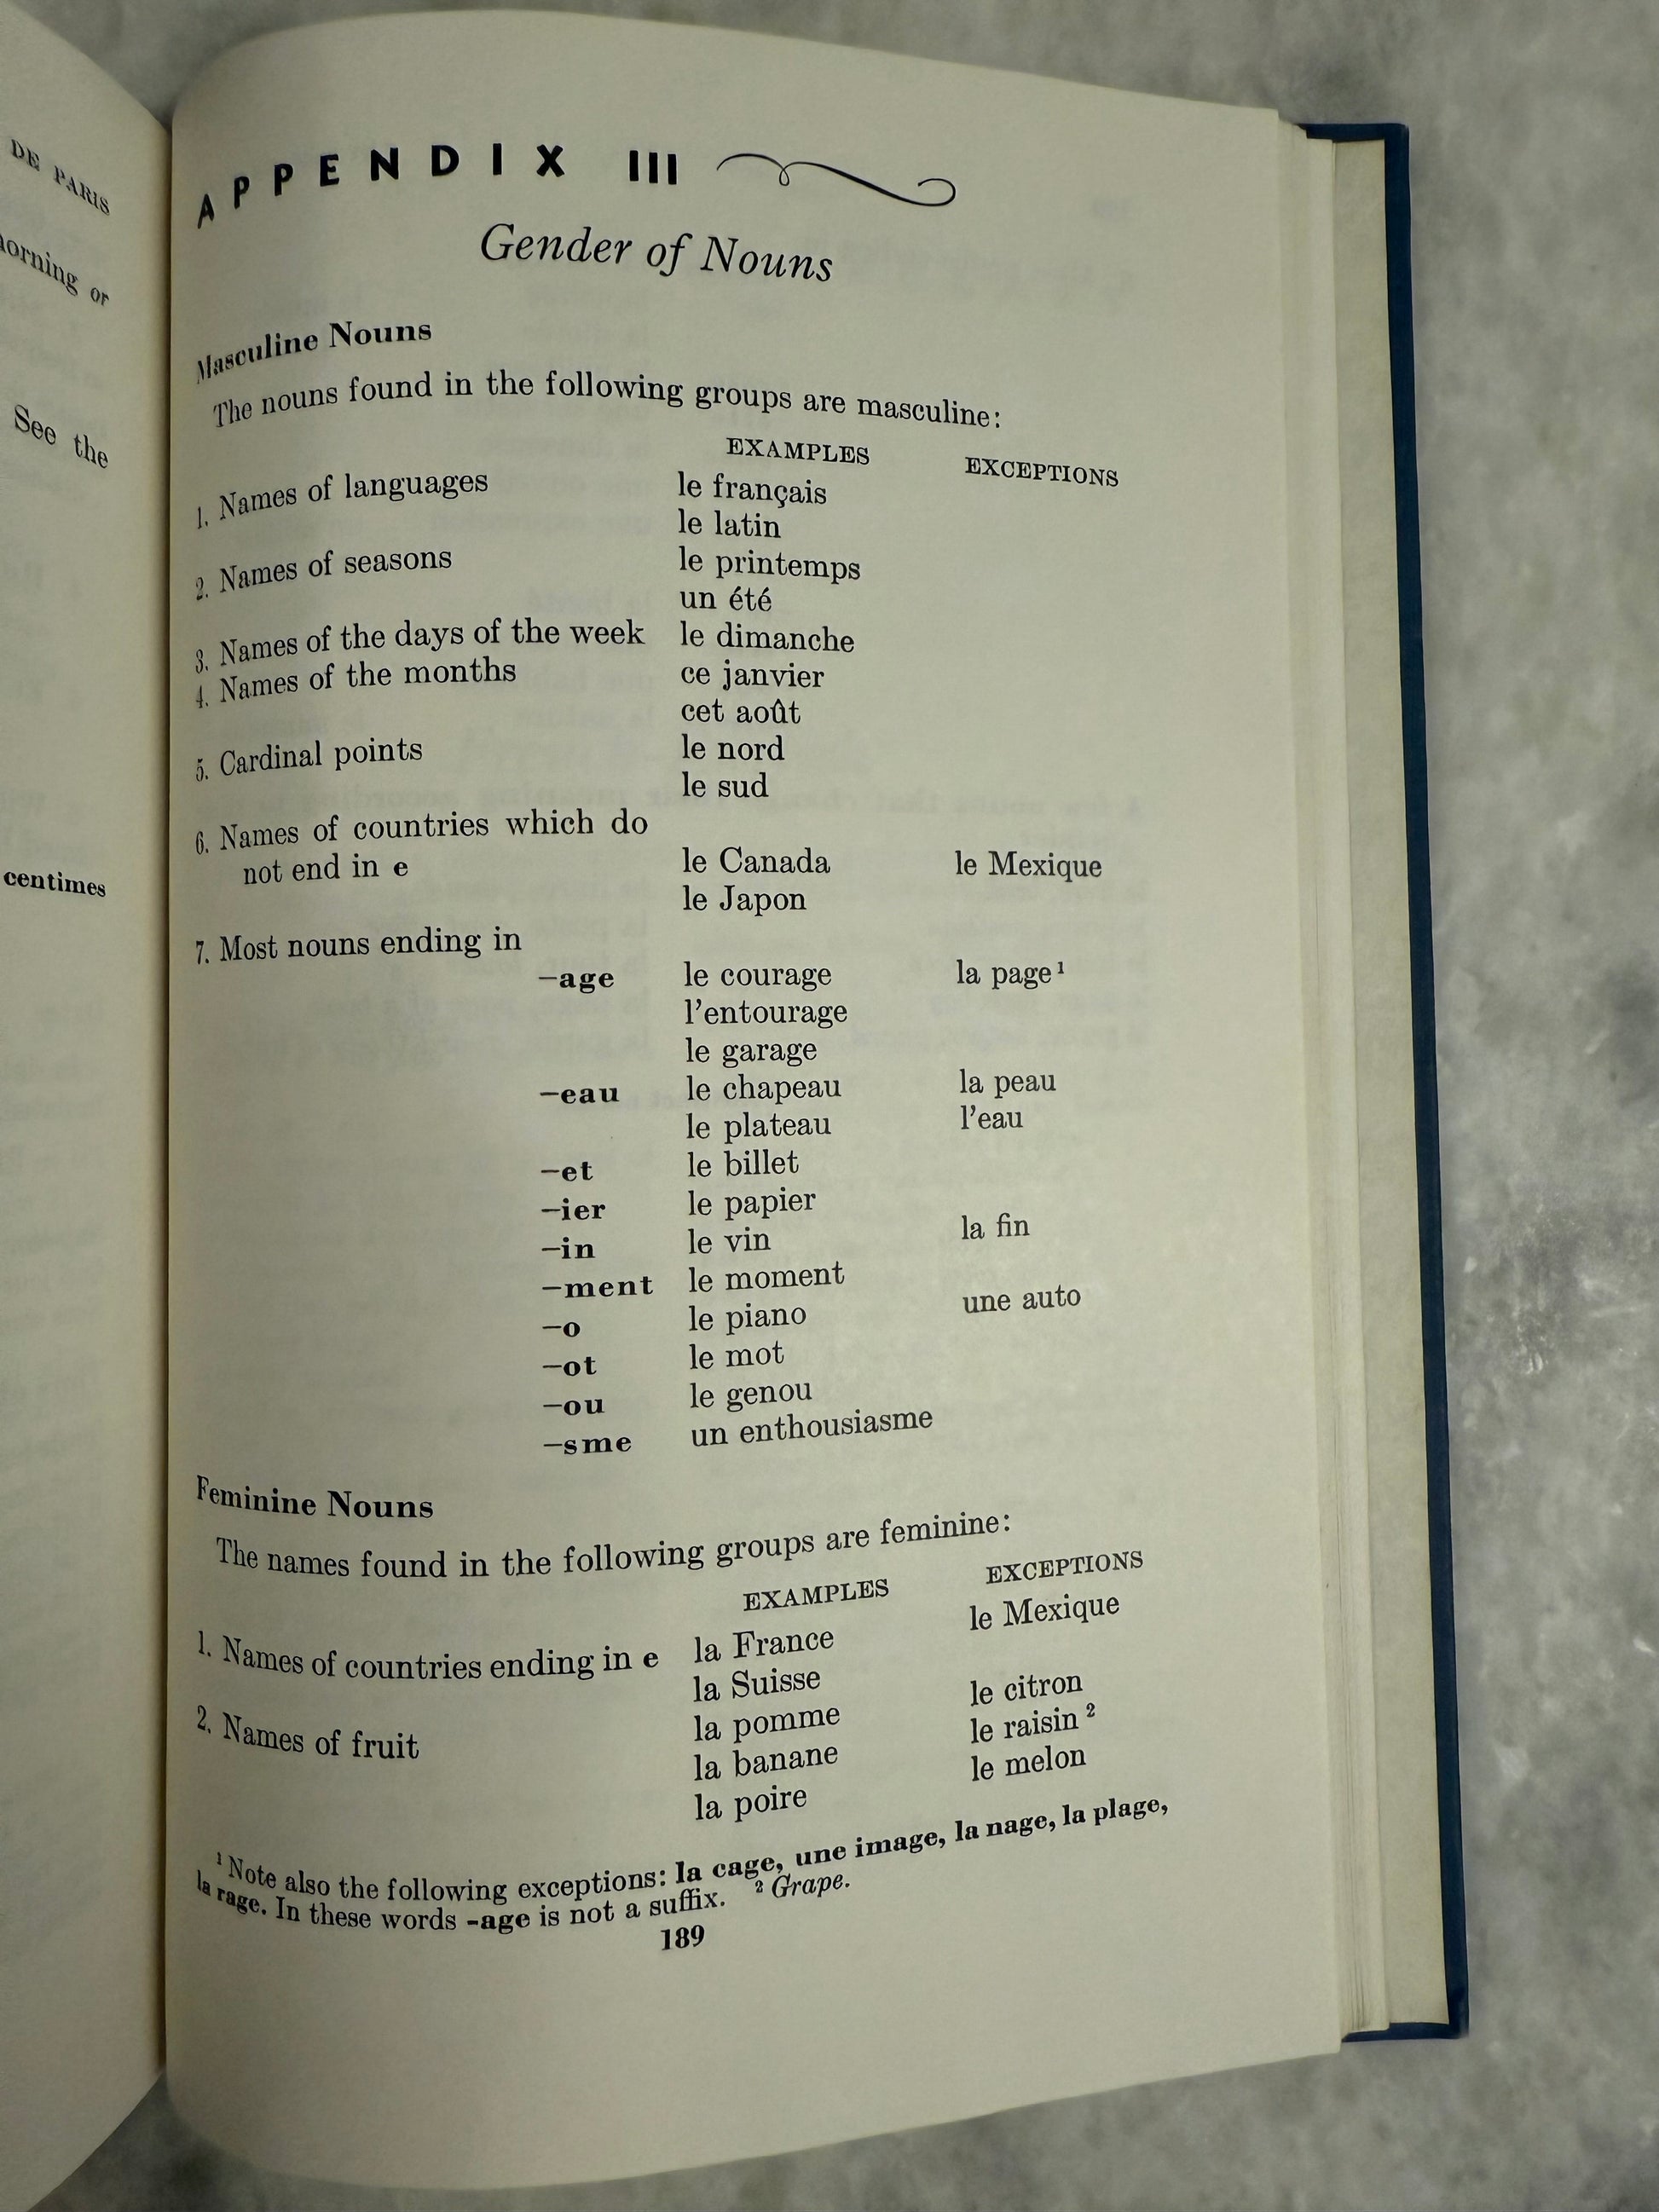 DE PARIS
or
See the
centimes
APPENDIX III
Gender of Nouns
Masculine Nouns
The nouns found in the following groups are masculine:
EXAMPLES EXCEPTIONS
1. Names of languages le français
le latin
2. Names of seasons le printemps
un été
3. Names of the days of the week le dimanche
4. Names of the months ce janvier
cet août
5. Cardinal points le nord
le sud
6. Names of countries which do
not end in e le Canada le Mexique
le Japon
7. Most nouns ending in
-age le courage la page¹
l'entourage
le garage
-eau le chapeau la peau
le plateau l'eau
-et le billet
-ier le papier
-in le vin la fin
-ment le moment
-o le piano une auto
-ot le mot
-ou le genou
-sme un enthousiasme
Feminine Nouns
The names found in the following groups are feminine:
EXAMPLES EXCEPTIONS
1. Names of countries ending in e la France le Mexique
la Suisse
2. Names of fruit la pomme le citron
la banane le raisin ²
la poire le melon
¹ Note also the following exceptions: la cage, une image, la nage, la plage,
la rage. In these words -age is not a suffix. ² Grape.
189